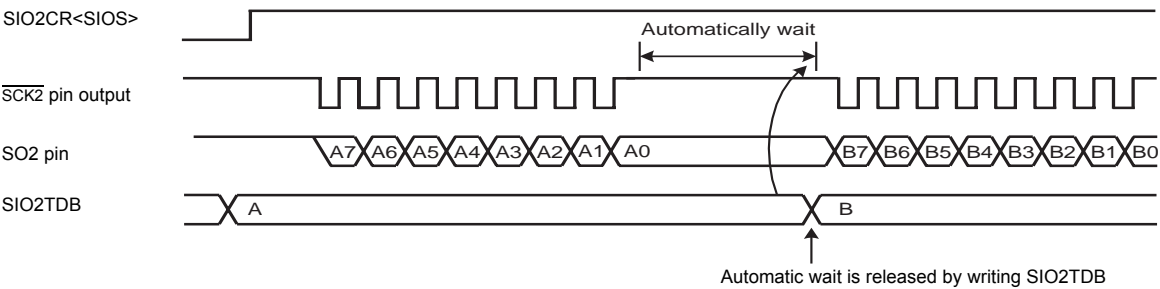 SIO2CR<SIOS>
Automatically wait
SCK2 pin output
SO2 pin
A7 A6 A5 A4 A3 A2 A1 A0 B7 B6 B5 B4 B3 B2 B1 B0
SIO2TDB
A B
Automatic wait is released by writing SIO2TDB